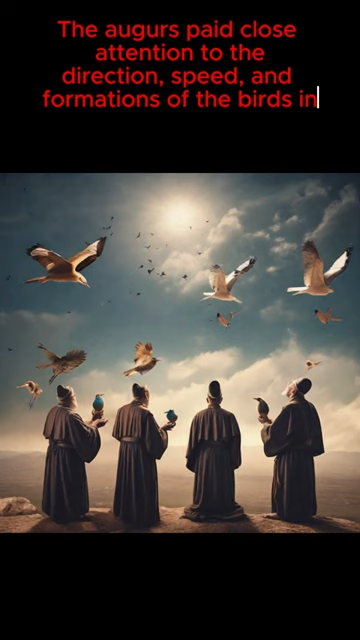 The augurs paid close
attention to the
direction, speed, and
formations of the birds in